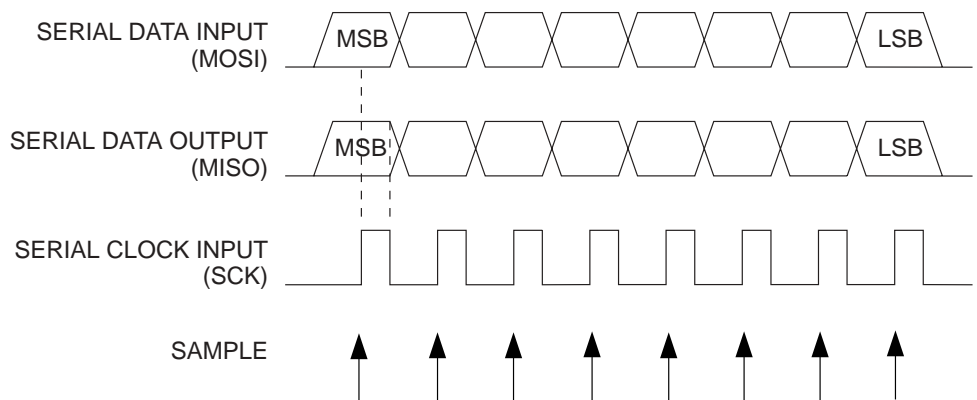 SERIAL DATA INPUT
(MOSI)
MSB
LSB
SERIAL DATA OUTPUT
(MISO)
MSB
LSB
SERIAL CLOCK INPUT
(SCK)
SAMPLE